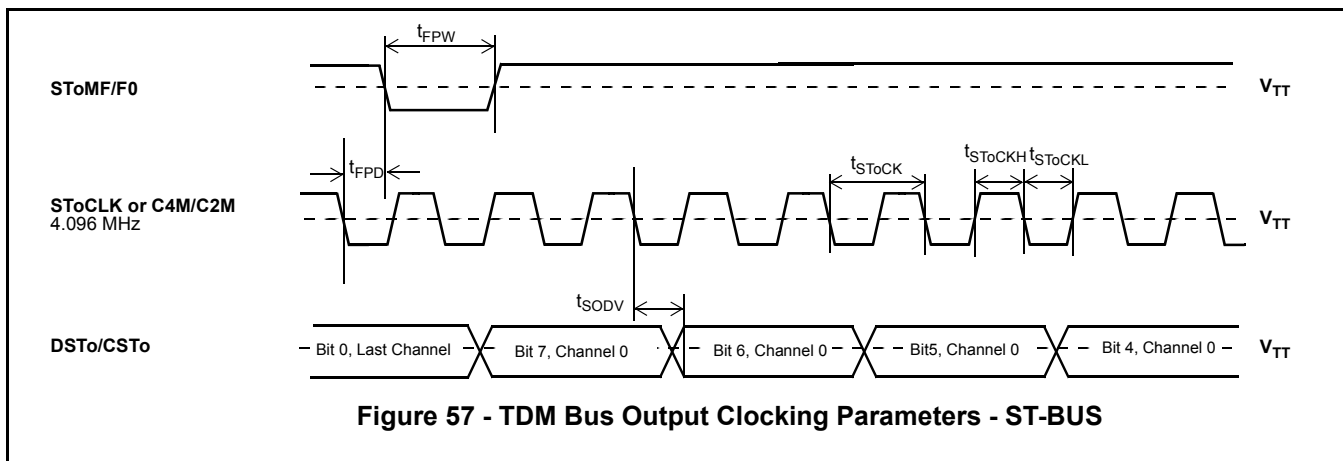 tFPW
SToMF/F0
VTT
tFPD
tSToCK
tSToCKH
tSToCKL
SToCLK or C4M/C2M
4.096 MHz
VTT
tSODV
DSTo/CSTo
Bit 0, Last Channel
Bit 7, Channel 0
Bit 6, Channel 0
Bit5, Channel 0
Bit 4, Channel 0
VTT
Figure 57 - TDM Bus Output Clocking Parameters - ST-BUS